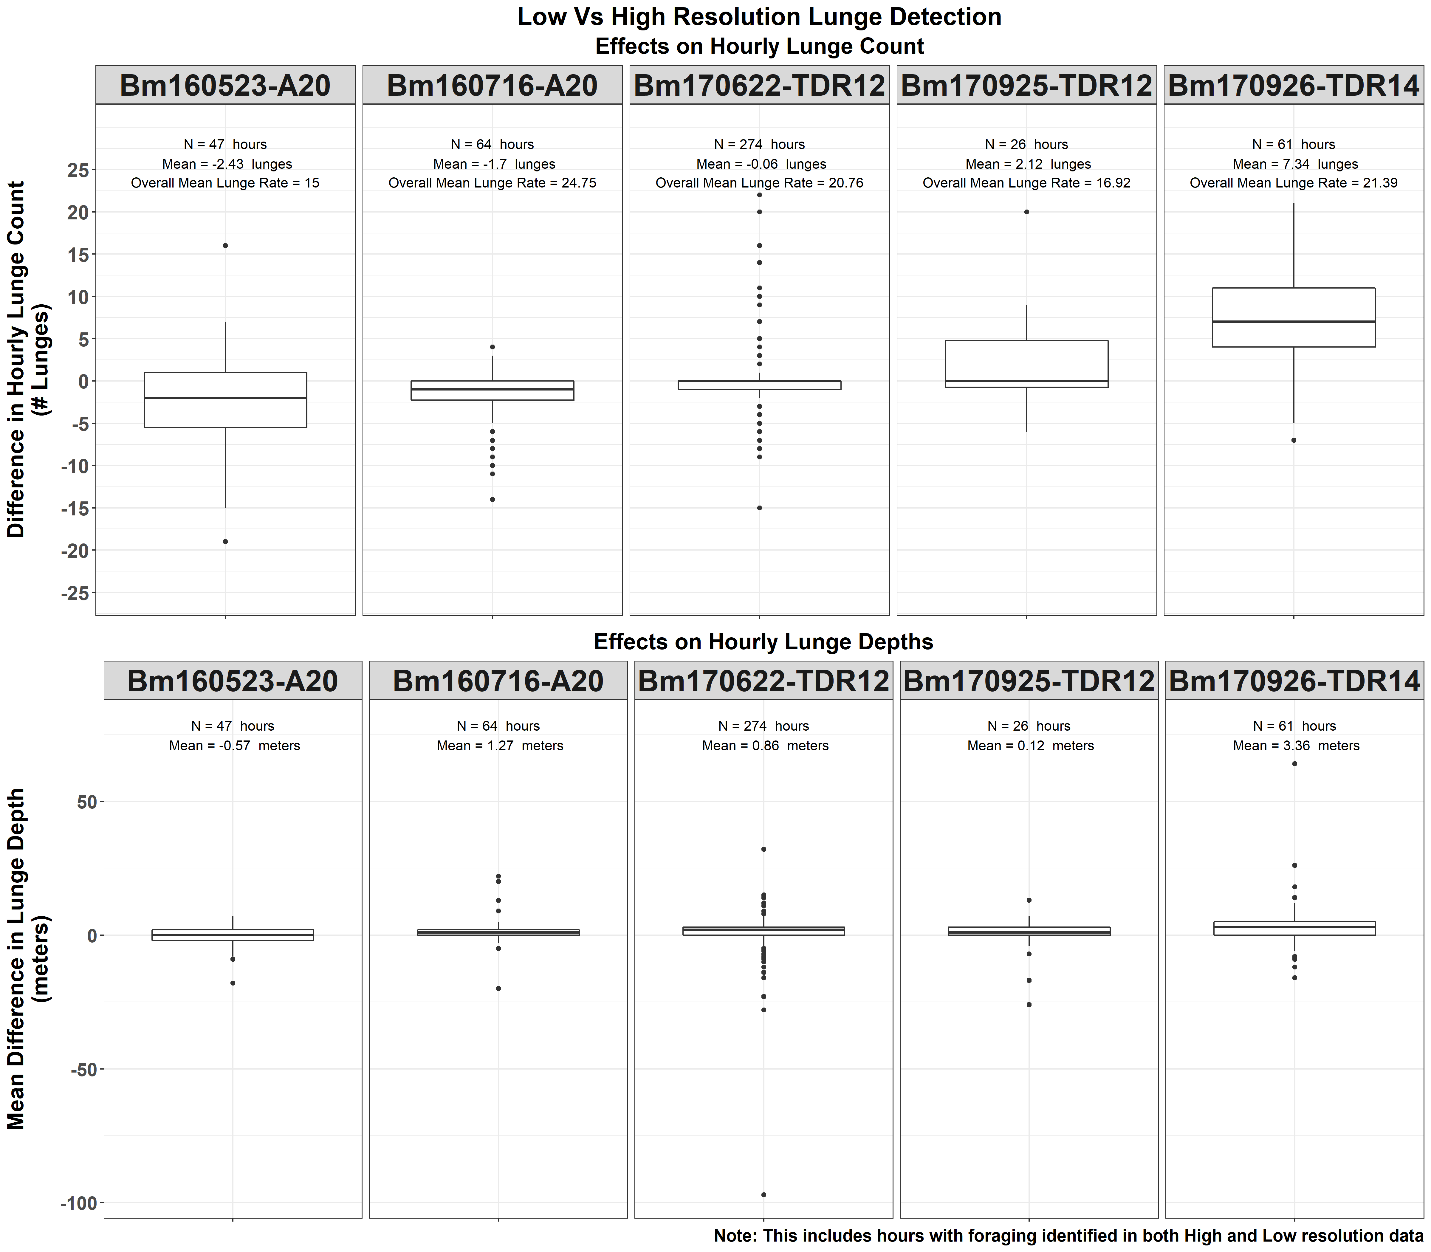 Low Vs High Resolution Lunge Detection
Effects on Hourly Lunge Count
Bm160523-A20 Bm160716-A20 Bm170622-TDR12 Bm170925-TDR12 Bm170926-TDR14
N = 47 hours N = 64 hours N = 274 hours N = 26 hours N = 61 hours
Mean = -2.43 lunges Mean = -1.7 lunges Mean = -0.06 lunges Mean = 2.12 lunges Mean = 7.34 lunges
Overall Mean Lunge Rate = 15 Overall Mean Lunge Rate = 24.75 Overall Mean Lunge Rate = 20.76 Overall Mean Lunge Rate = 16.92 Overall Mean Lunge Rate = 21.39
Difference in Hourly Lunge Count
(# Lunges)
25
20
15
10
5
0
-5
-10
-15
-20
-25
Effects on Hourly Lunge Depths
Bm160523-A20 Bm160716-A20 Bm170622-TDR12 Bm170925-TDR12 Bm170926-TDR14
N = 47 hours N = 64 hours N = 274 hours N = 26 hours N = 61 hours
Mean = -0.57 meters Mean = 1.27 meters Mean = 0.86 meters Mean = 0.12 meters Mean = 3.36 meters
Mean Difference in Lunge Depth
(meters)
50
0
-50
-100
Note: This includes hours with foraging identified in both High and Low resolution data